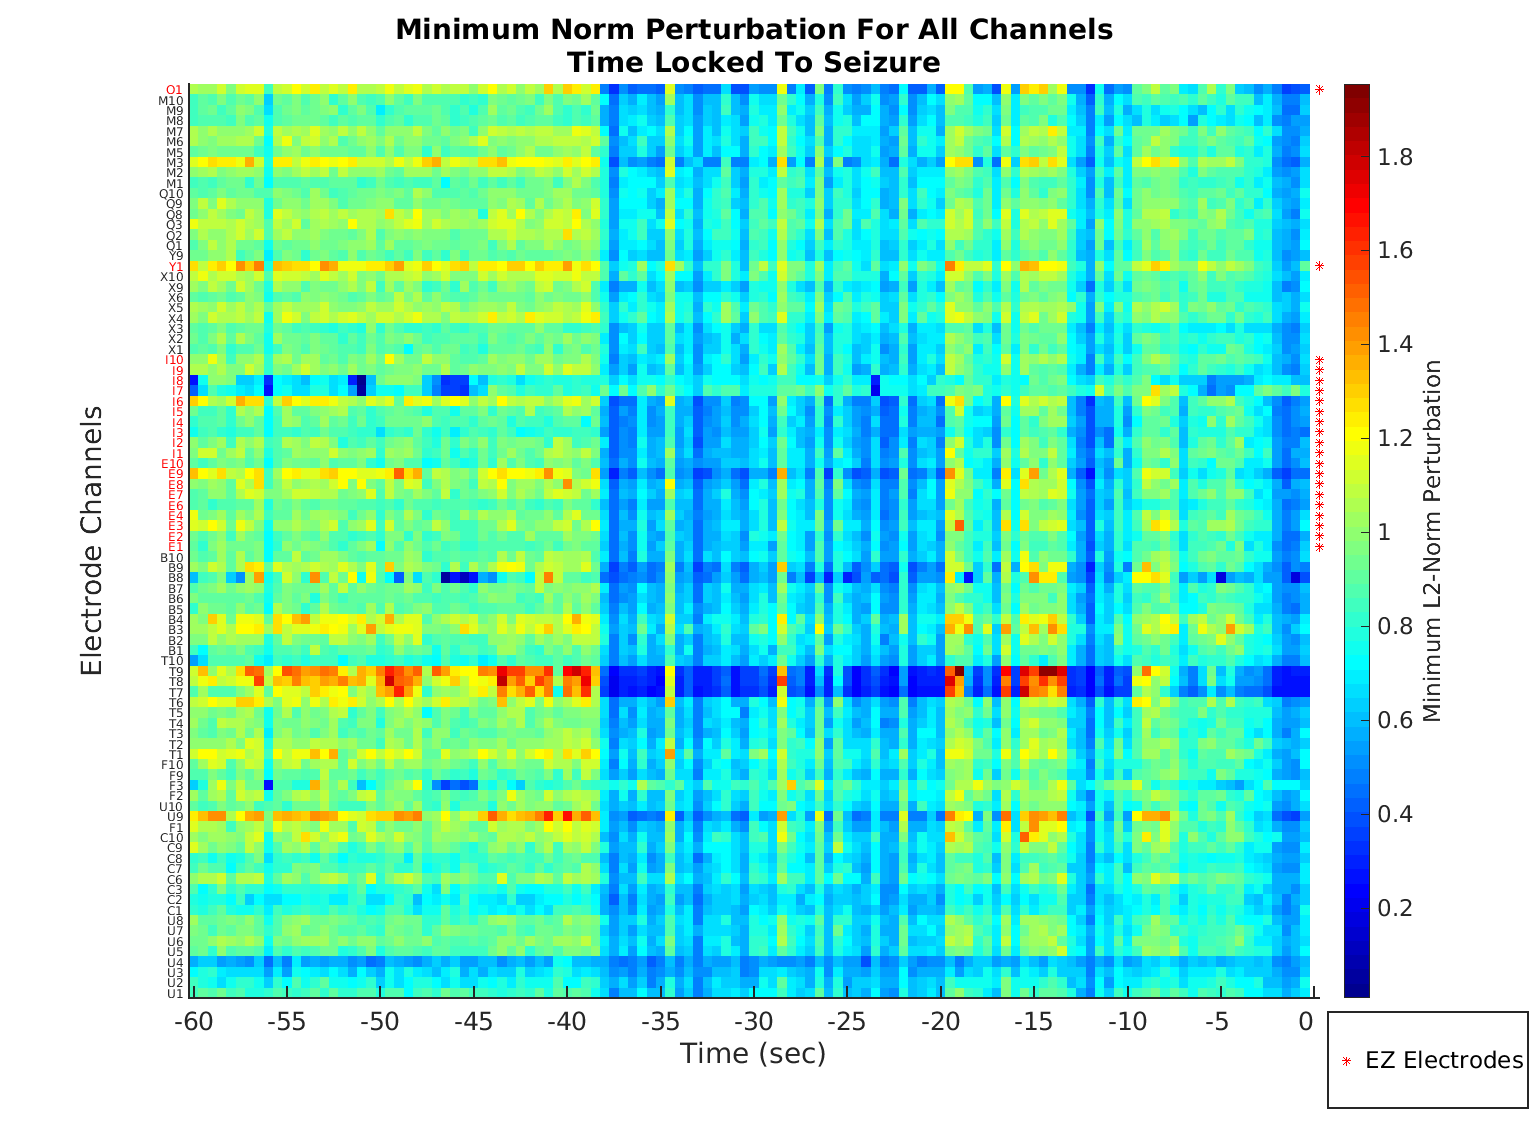 Minimum Norm Perturbation For All Channels
Time Locked To Seizure
Electrode Channels
O1
M10
M9
M8
M7
M6
M5
M3
M2
M1
Q10
Q9
Q8
Q3
Q2
Q1
Y9
Y1
X10
X9
X6
X5
X4
X3
X2
X1
I10
I9
I8
I7
I6
I5
I4
I3
I2
I1
E10
E9
E8
E7
E6
E4
E3
E2
E1
B10
B9
B8
B7
B6
B5
B4
B3
B2
B1
T10
T9
T8
T7
T6
T5
T4
T3
T2
T1
F10
F9
F3
F2
U10
U9
F1
C10
C9
C8
C7
C6
C3
C2
C1
U8
U7
U6
U5
U4
U3
U2
U1
-60 -55 -50 -45 -40 -35 -30 -25 -20 -15 -10 -5 0
Time (sec)
1.8
1.6
1.4
1.2
1
0.8
0.6
0.4
0.2
Minimum L2-Norm Perturbation
EZ Electrodes